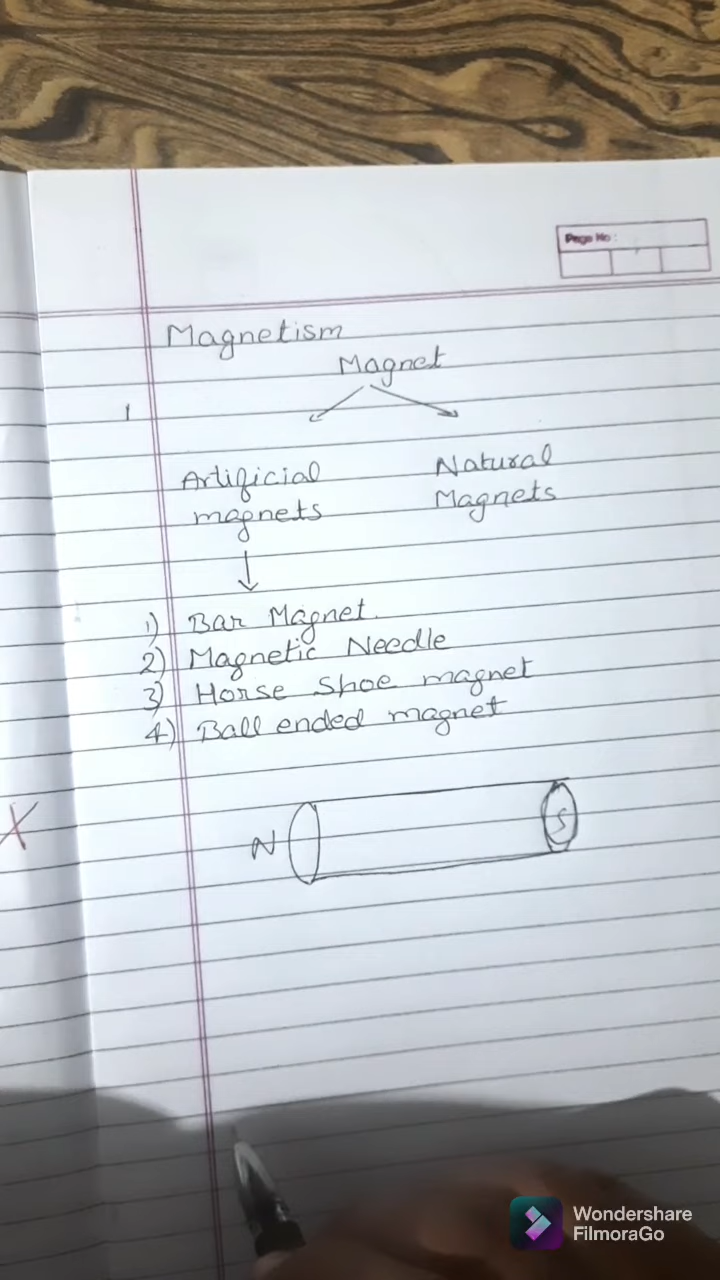 Page No :
Magnetism
Magnet
Artificial Natural
magnets Magnets
1) Bar Magnet.
2) Magnetic Needle
3) Horse Shoe magnet
4) Ball ended magnet
N S
Wondershare
FilmoraGo